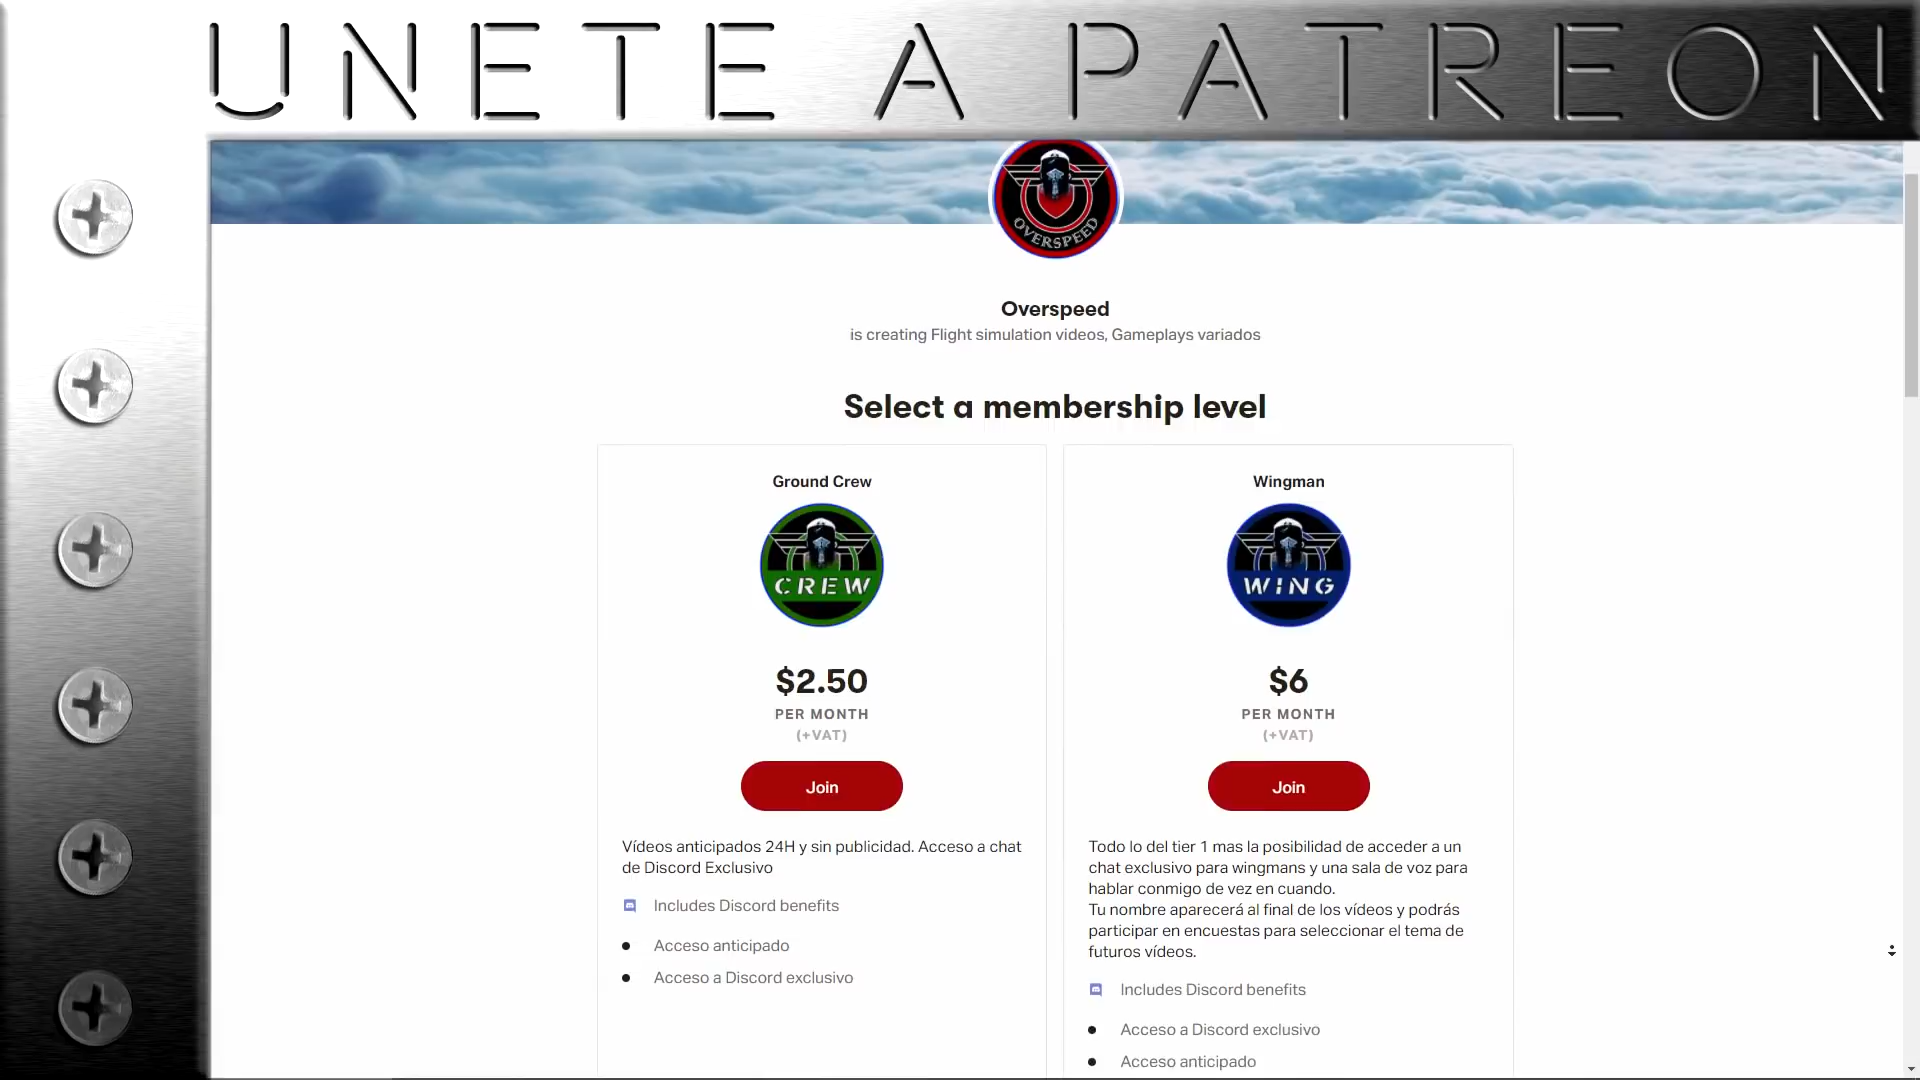 UNETE A PATREON
OVERSPEED
Overspeed
is creating Flight simulation videos, Gameplays variados
Select a membership level
Ground Crew
CREW
$2.50
PER MONTH
(+VAT)
Join
Vídeos anticipados 24H y sin publicidad. Acceso a chat
de Discord Exclusivo
Includes Discord benefits
Acceso anticipado
Acceso a Discord exclusivo
Wingman
WING
$6
PER MONTH
(+VAT)
Join
Todo lo del tier 1 mas la posibilidad de acceder a un
chat exclusivo para wingmans y una sala de voz para
hablar conmigo de vez en cuando.
Tu nombre aparecerá al final de los vídeos y podrás
participar en encuestas para seleccionar el tema de
futuros vídeos.
Includes Discord benefits
Acceso a Discord exclusivo
Acceso anticipado